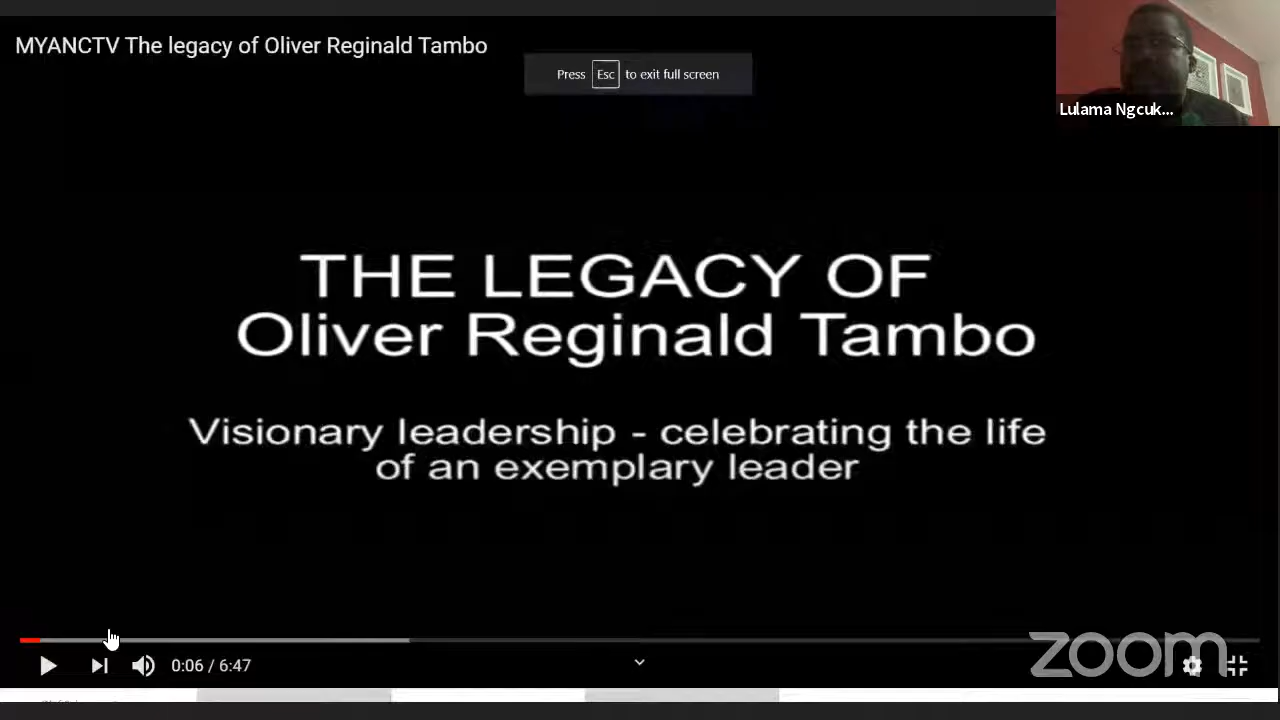 MYANCTV The legacy of Oliver Reginald Tambo
Press Esc to exit full screen
Lulama Ngcuk...
THE LEGACY OF
Oliver Reginald Tambo
Visionary leadership - celebrating the life
of an exemplary leader
0:06 / 6:47
zoom